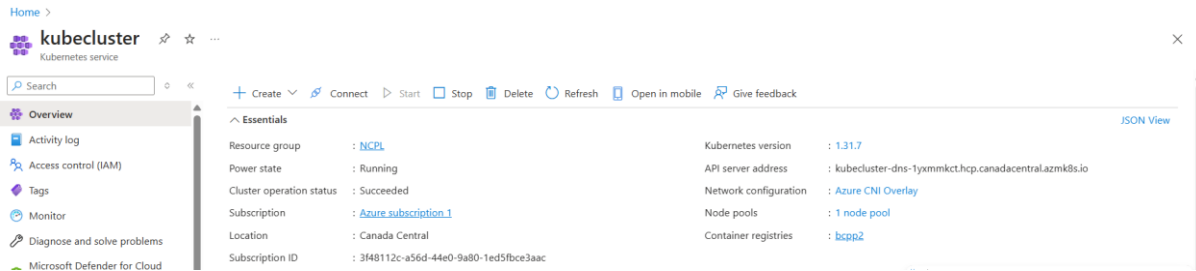 Home >
kubecluster
Kubernetes service
Search
Overview
Activity log
Access control (IAM)
Tags
Monitor
Diagnose and solve problems
Microsoft Defender for Cloud
Create Connect Start Stop Delete Refresh Open in mobile Give feedback
Essentials JSON View
Resource group : NCPL
Power state : Running
Cluster operation status : Succeeded
Subscription : Azure subscription 1
Location : Canada Central
Subscription ID : 3f48112c-a56d-44e0-9a80-1ed5fbce3aac
Kubernetes version : 1.31.7
API server address : kubecluster-dns-1yxmmkct.hcp.canadacentral.azmk8s.io
Network configuration : Azure CNI Overlay
Node pools : 1 node pool
Container registries : bcpp2